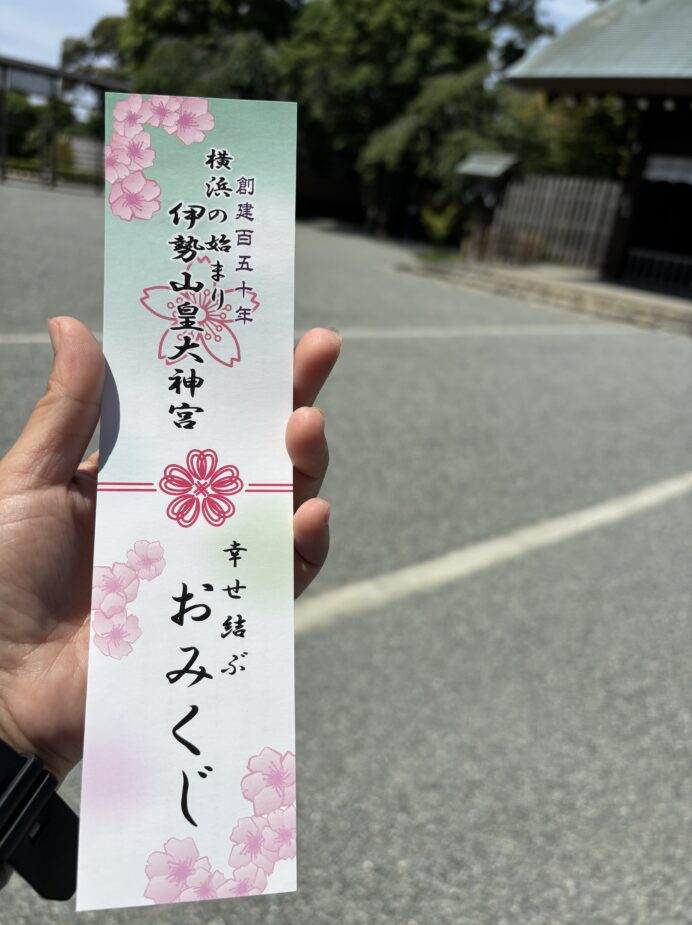 創建百五十年
横浜の始まり
伊勢山皇大神宮
幸せ結ぶ
おみくじ